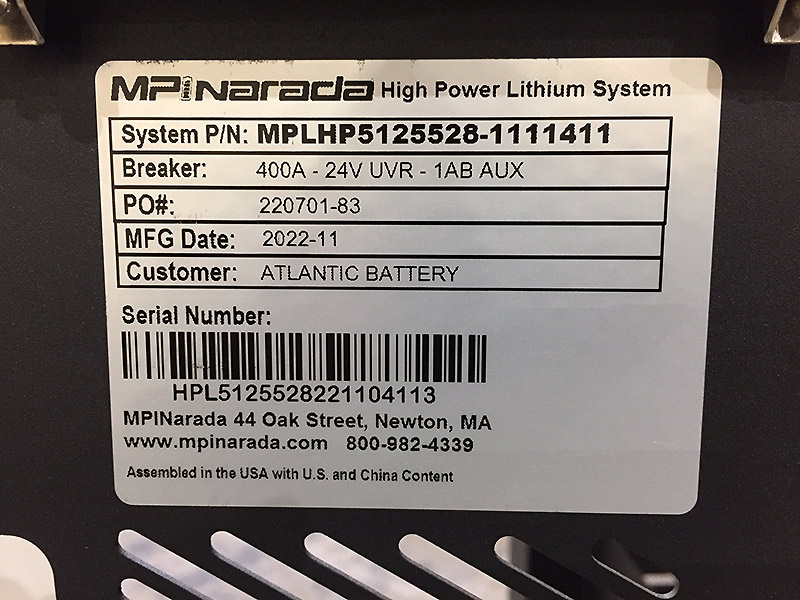 MPINarada High Power Lithium System
System P/N: MPLHP5125528-1111411
Breaker: 400A - 24V UVR - 1AB AUX
PO#: 220701-83
MFG Date: 2022-11
Customer: ATLANTIC BATTERY
Serial Number:
HPL5125528221104113
MPINarada 44 Oak Street, Newton, MA
www.mpinarada.com 800-982-4339
Assembled in the USA with U.S. and China Content